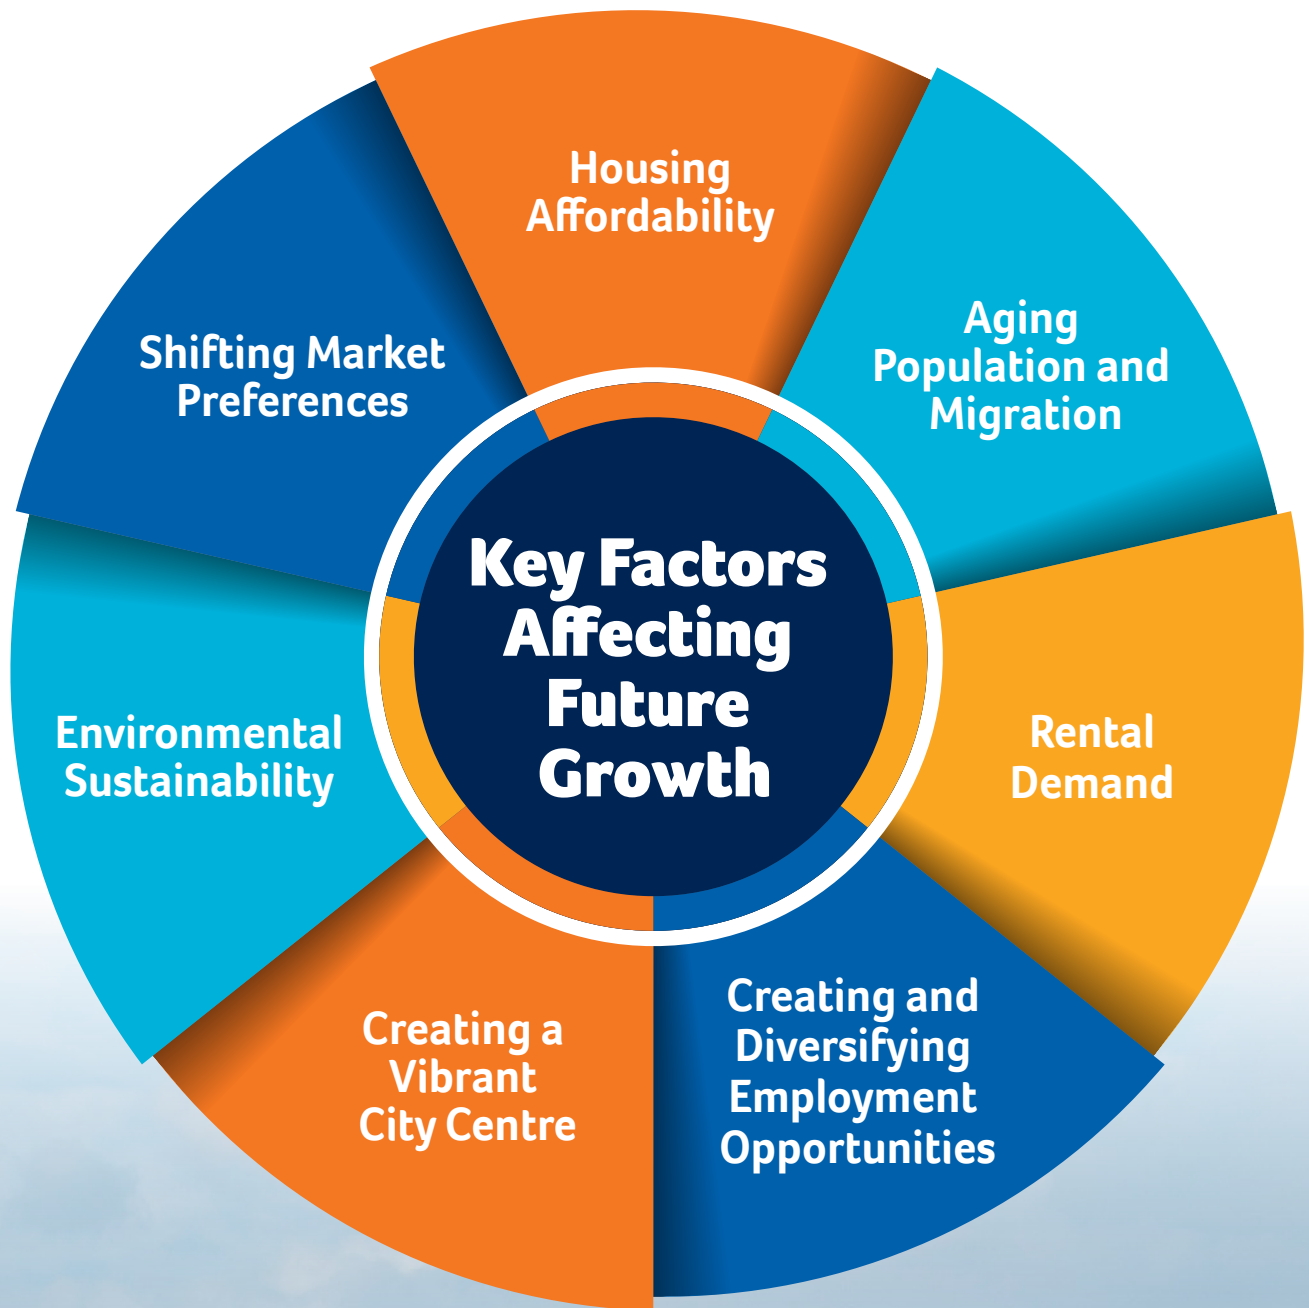 Housing
Affordability
Aging
Population and
Migration
Rental
Demand
Creating and
Diversifying
Employment
Opportunities
Creating a
Vibrant
City Centre
Environmental
Sustainability
Shifting Market
Preferences
Key Factors
Affecting
Future
Growth